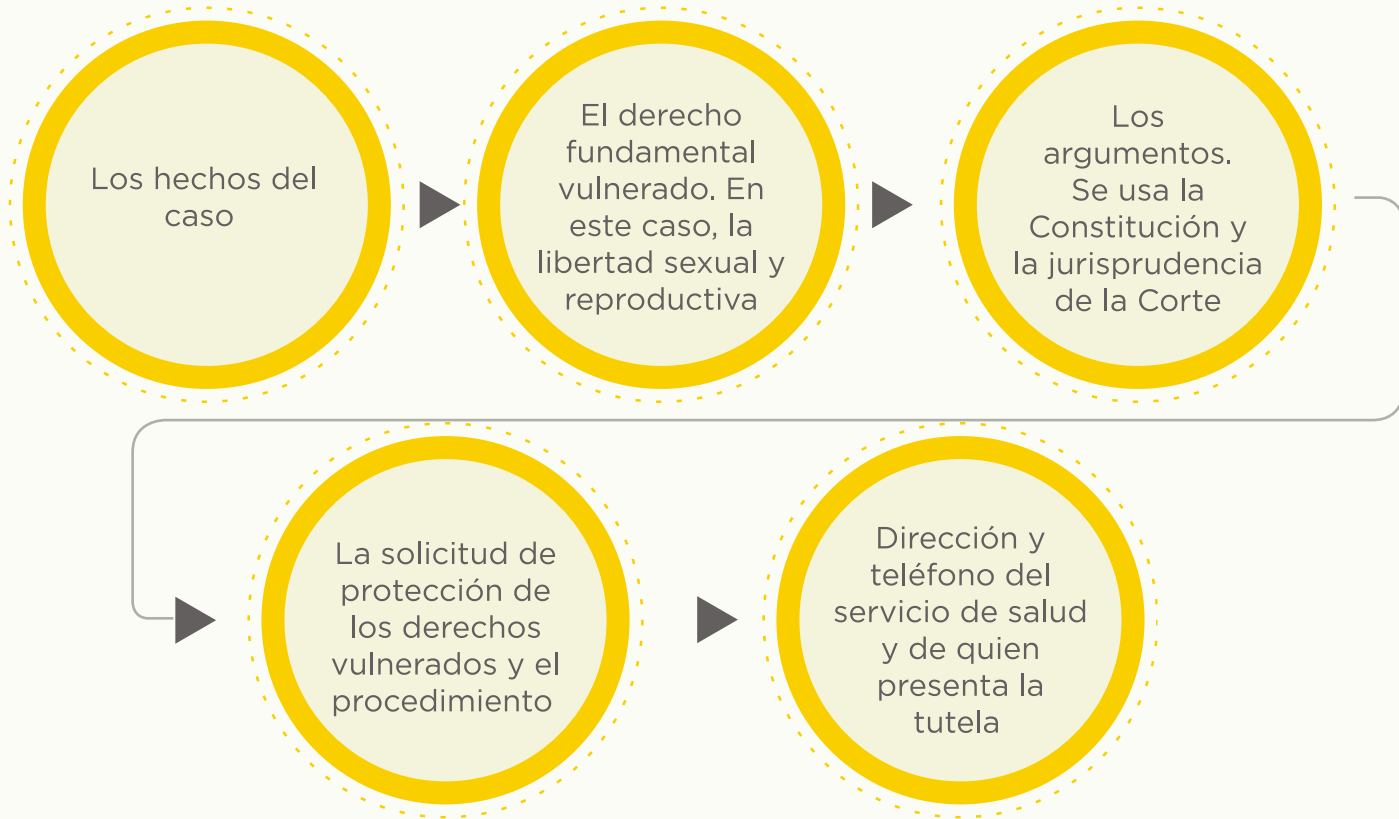 Los hechos del
caso
El derecho
fundamental
vulnerado. En
este caso, la
libertad sexual y
reproductiva
Los
argumentos.
Se usa la
Constitución y
la jurisprudencia
de la Corte
La solicitud de
protección de
los derechos
vulnerados y el
procedimiento
Dirección y
teléfono del
servicio de salud
y de quien
presenta la
tutela